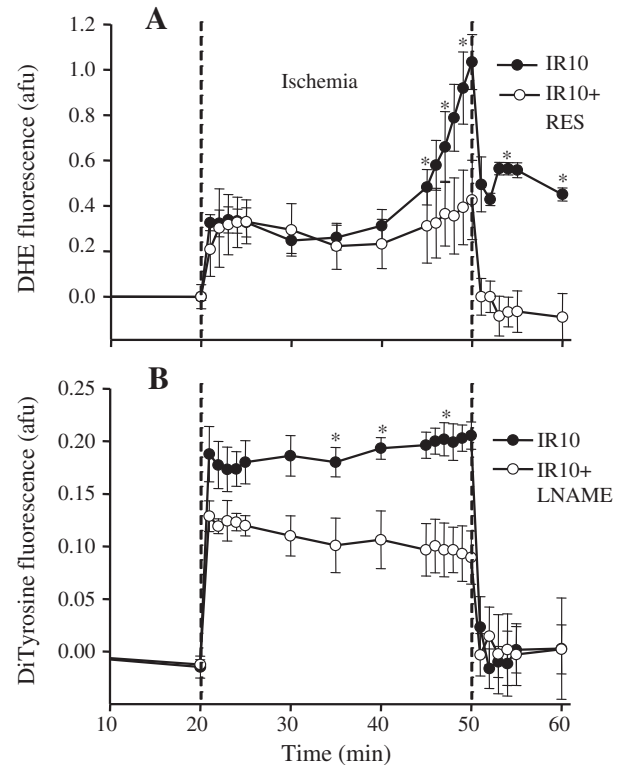 A
1.2
1.0
0.8
0.6
0.4
0.2
0.0
DHE fluorescence (afu)
Ischemia
* * * * * *
IR10
IR10+
RES
B
0.25
0.20
0.15
0.10
0.05
0.00
DiTyrosine fluorescence (afu)
* * *
IR10
IR10+
LNAME
10 20 30 40 50 60
Time (min)